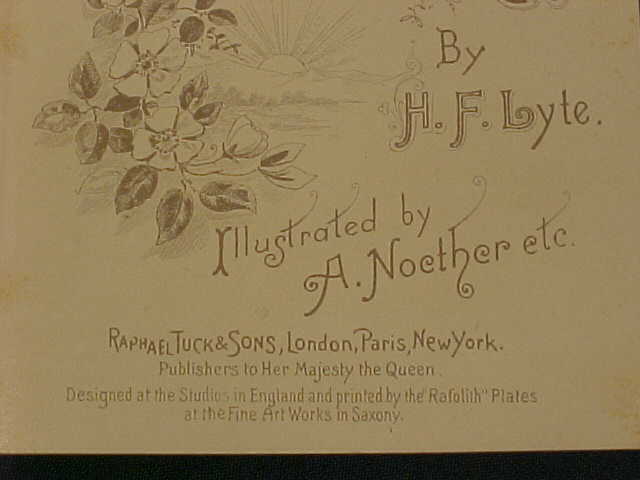 By
H. F. Lyte.
Illustrated by
A. Noether etc.
RAPHAEL TUCK & SONS, London, Paris, New York.
Publishers to Her Majesty the Queen.
Designed at the Studios in England and printed by the "Rafolith" Plates
at the Fine Art Works in Saxony.